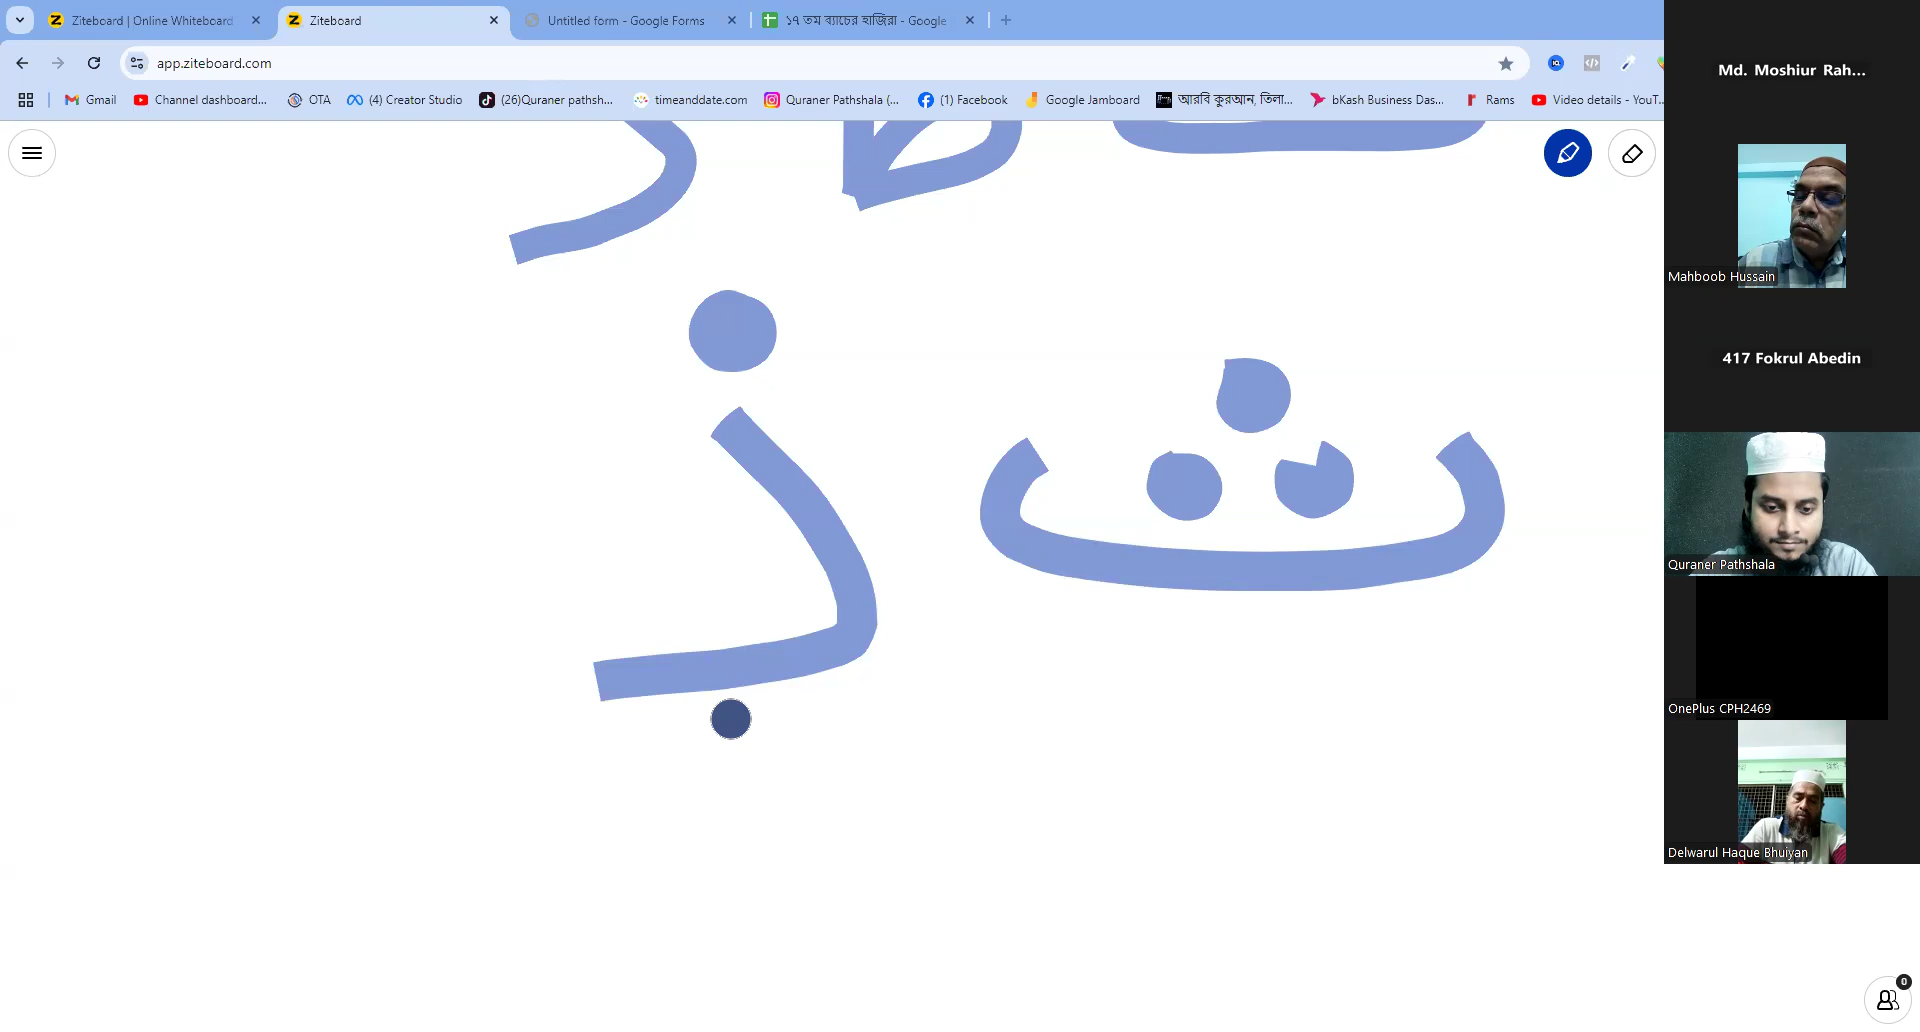 Ziteboard | Online Whiteboard
Ziteboard
Untitled form - Google Forms
১৭ তম ব্যাচের হাজিরা - Google
app.ziteboard.com
Gmail
Channel dashboard...
OTA
(4) Creator Studio
(26)Quraner pathsh...
timeanddate.com
Quraner Pathshala (...
(1) Facebook
Google Jamboard
আরবি কুরআন, তিলা...
bKash Business Das...
Rams
Video details - YouT...
ث ذ
Md. Moshiur Rah...
Mahboob Hussain
417 Fokrul Abedin
Quraner Pathshala
OnePlus CPH2469
Delwarul Haque Bhuiyan
0